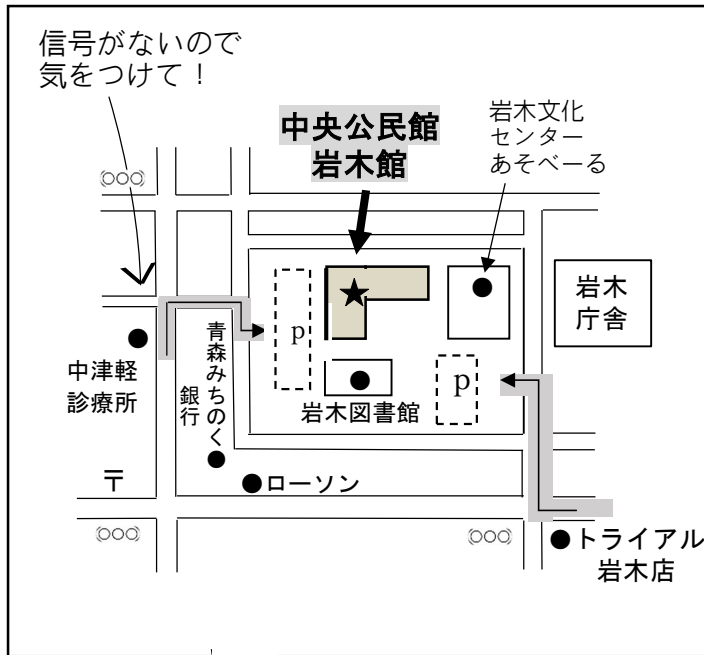 信号がないので
気をつけて！
中央公民館
岩木館
岩木文化
センター
あそべーる
岩木
庁舎
p
p
岩木図書館
中津軽
診療所
青森みちのく
銀行
〒
ローソン
トライアル
岩木店